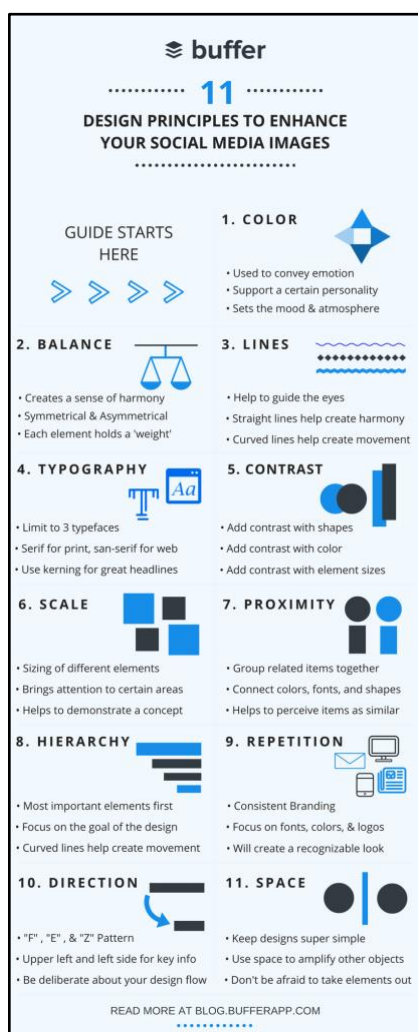 buffer
11
DESIGN PRINCIPLES TO ENHANCE
YOUR SOCIAL MEDIA IMAGES
GUIDE STARTS
HERE
1. COLOR
• Used to convey emotion
• Support a certain personality
• Sets the mood & atmosphere
2. BALANCE
• Creates a sense of harmony
• Symmetrical & Asymmetrical
• Each element holds a 'weight'
3. LINES
• Help to guide the eyes
• Straight lines help create harmony
• Curved lines help create movement
4. TYPOGRAPHY
T
Aa
• Limit to 3 typefaces
• Serif for print, san-serif for web
• Use kerning for great headlines
5. CONTRAST
• Add contrast with shapes
• Add contrast with color
• Add contrast with element sizes
6. SCALE
• Sizing of different elements
• Brings attention to certain areas
• Helps to demonstrate a concept
7. PROXIMITY
• Group related items together
• Connect colors, fonts, and shapes
• Helps to perceive items as similar
8. HIERARCHY
• Most important elements first
• Focus on the goal of the design
• Curved lines help create movement
9. REPETITION
• Consistent Branding
• Focus on fonts, colors, & logos
• Will create a recognizable look
10. DIRECTION
• "F" , "E" , & "Z" Pattern
• Upper left and left side for key info
• Be deliberate about your design flow
11. SPACE
• Keep designs super simple
• Use space to amplify other objects
• Don't be afraid to take elements out
READ MORE AT BLOG.BUFFERAPP.COM